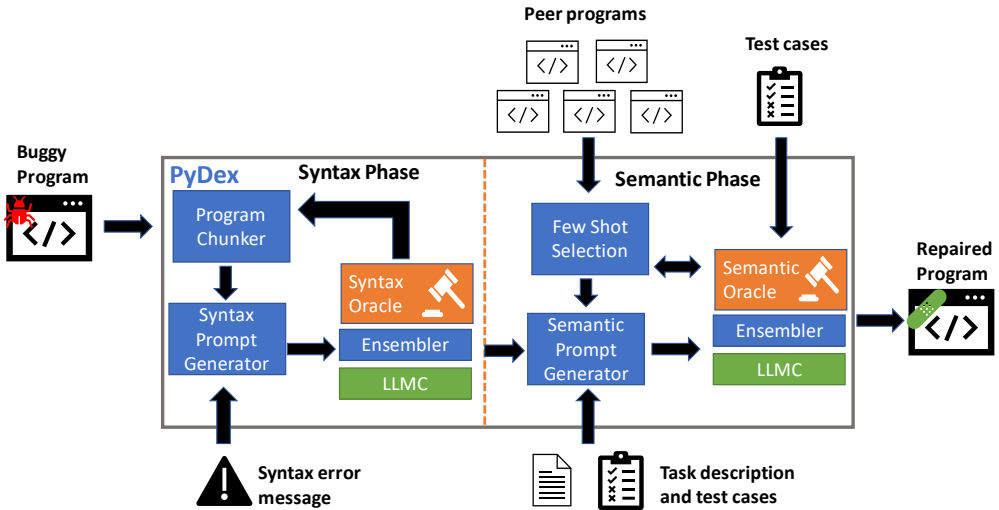 Peer programs
</>
</>
</>
</>
</>
Test cases
Buggy
Program
</>
PyDex
Syntax Phase
Semantic Phase
Program
Chunker
Few Shot
Selection
Syntax
Oracle
Semantic
Oracle
Syntax
Prompt
Generator
Ensembler
LLMC
Semantic
Prompt
Generator
Ensembler
LLMC
Repaired
Program
</>
Syntax error
message
Task description
and test cases